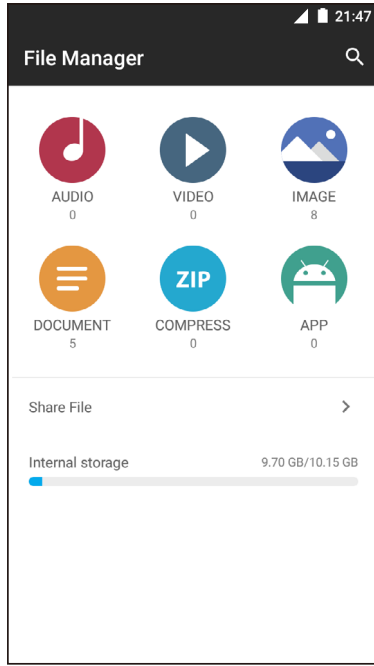 21:47
File Manager
AUDIO
0
VIDEO
0
IMAGE
8
DOCUMENT
5
ZIP
COMPRESS
0
APP
0
Share File
Internal storage
9.70 GB/10.15 GB